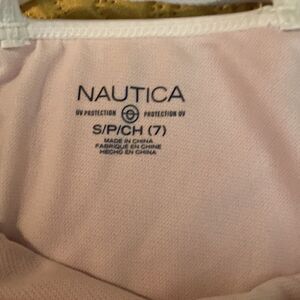 NAUTICA
UV PROTECTION PROTECTION UV
S/P/CH (7)
MADE IN CHINA
FABRIQUÉ EN CHINE
HECHO EN CHINA